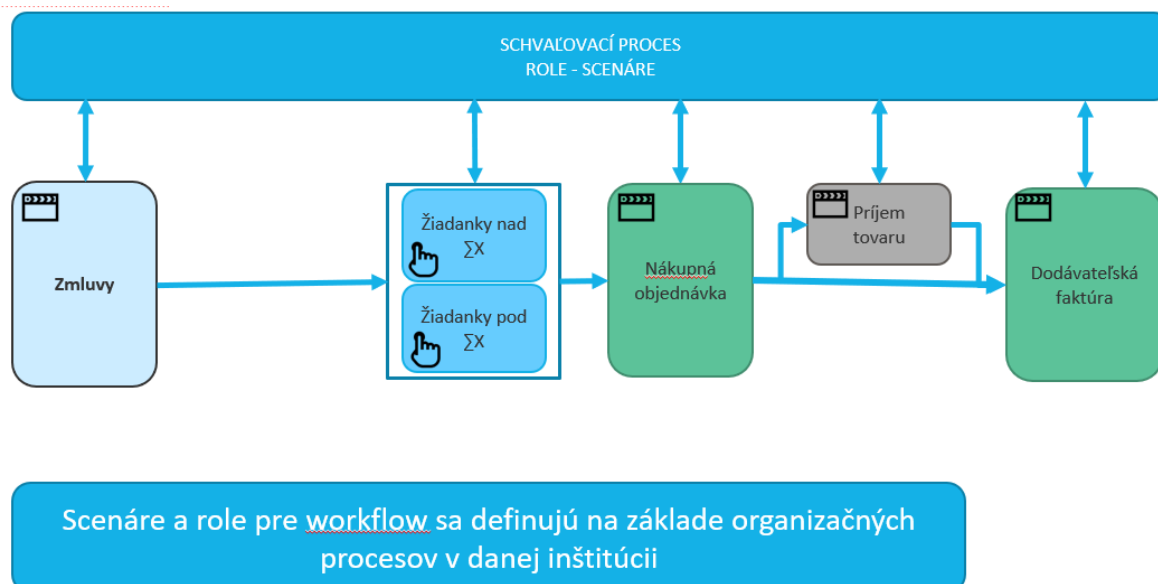 SCHVAĽOVACÍ PROCES
ROLE - SCENÁRE
Zmluvy
Žiadanky nad
∑X
Žiadanky pod
∑X
Nákupná
objednávka
Príjem
tovaru
Dodávateľská
faktúra
Scenáre a role pre workflow sa definujú na základe organizačných
procesov v danej inštitúcii